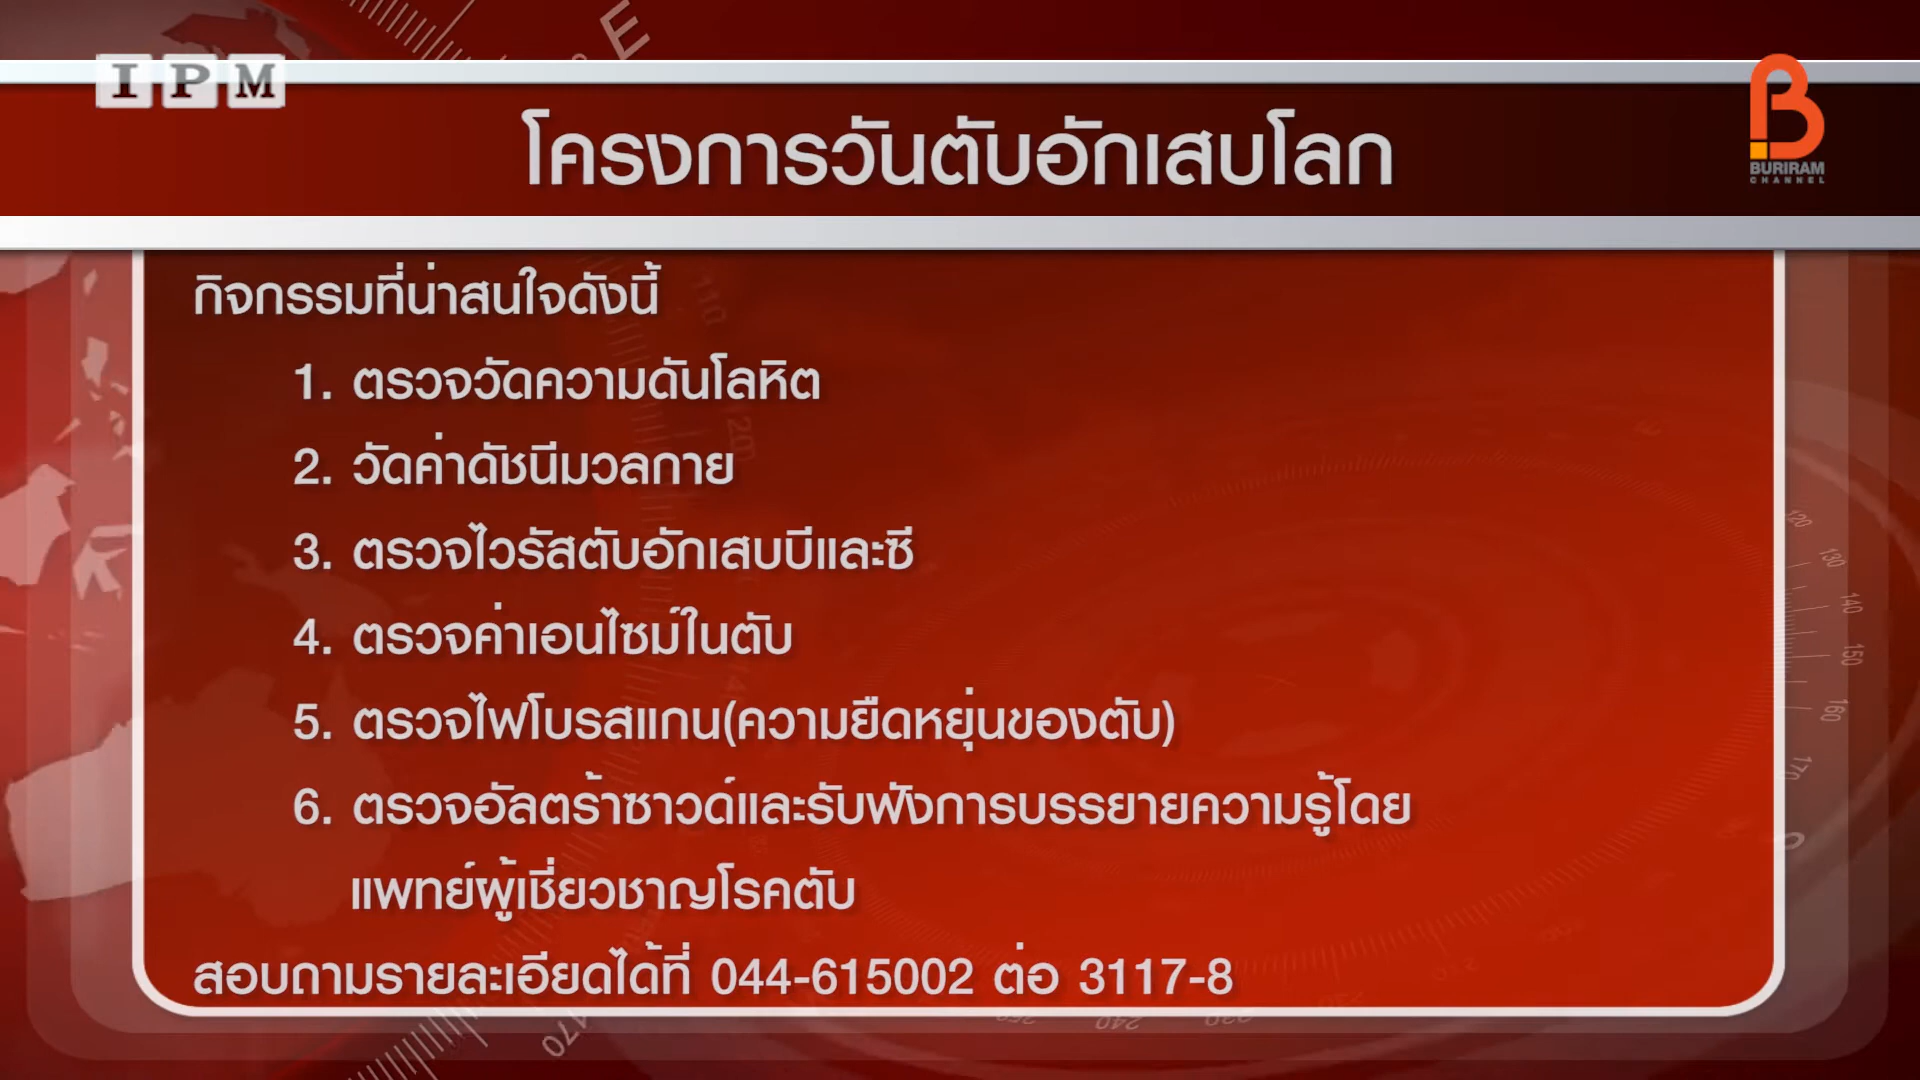 IPM
โครงการวันตับอักเสบโลก
BURIRAM
CHANNEL
กิจกรรมที่น่าสนใจดังนี้
1. ตรวจวัดความดันโลหิต
2. วัดค่าดัชนีมวลกาย
3. ตรวจไวรัสตับอักเสบบีและซี
4. ตรวจค่าเอนไซม์ในตับ
5. ตรวจไฟโบรสแกน(ความยืดหยุ่นของตับ)
6. ตรวจอัลตร้าซาวด์และรับฟังการบรรยายความรู้โดย
แพทย์ผู้เชี่ยวชาญโรคตับ
สอบถามรายละเอียดได้ที่ 044-615002 ต่อ 3117-8